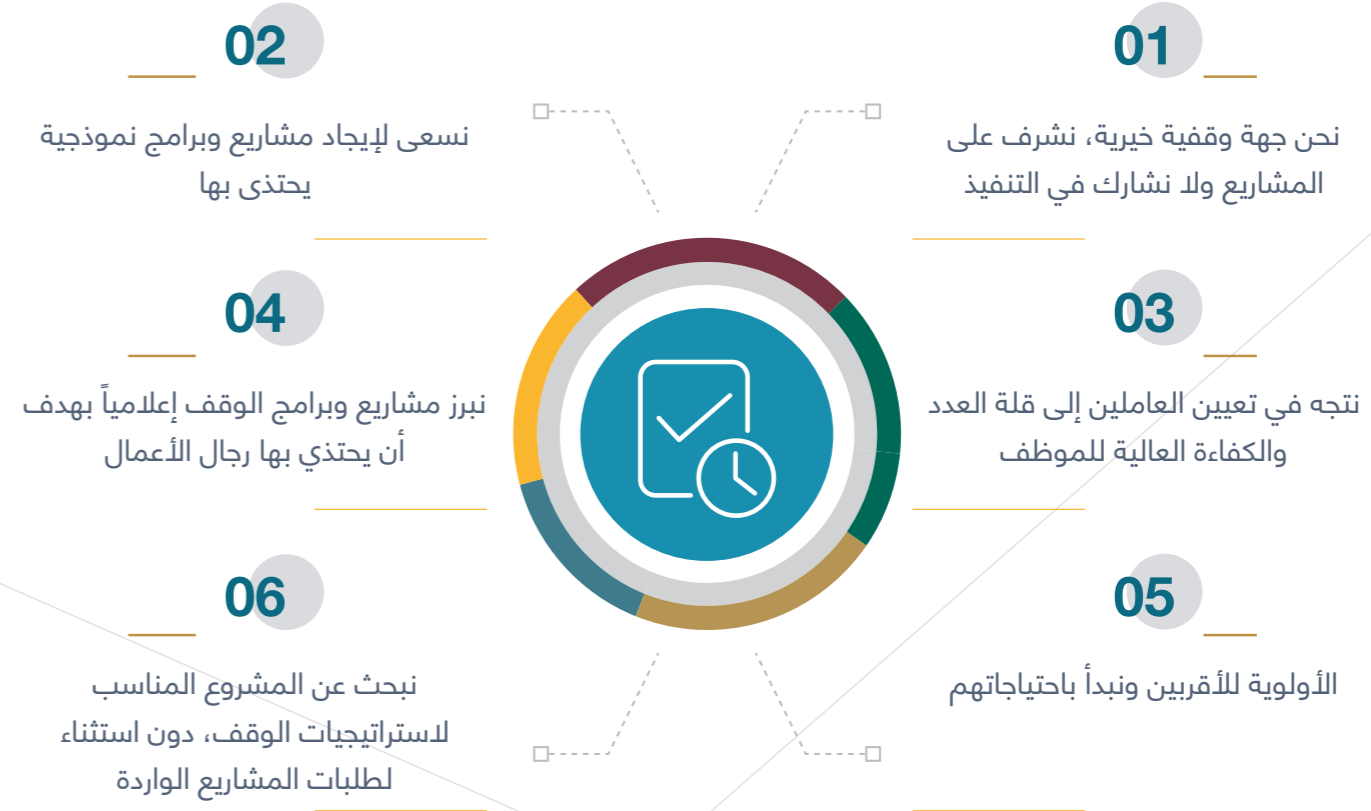 01
نحن جهة وقفية خيرية، نشرف على
المشاريع ولا نشارك في التنفيذ
02
نسعى لإيجاد مشاريع وبرامج نموذجية
يحتذى بها
03
نتجه في تعيين العاملين إلى قلة العدد
والكفاءة العالية للموظف
04
نبرز مشاريع وبرامج الوقف إعلامياً بهدف
أن يحتذي بها رجال الأعمال
05
الأولوية للأقربين ونبدأ باحتياجاتهم
06
نبحث عن المشروع المناسب
لاستراتيجيات الوقف، دون استثناء
لطلبات المشاريع الواردة